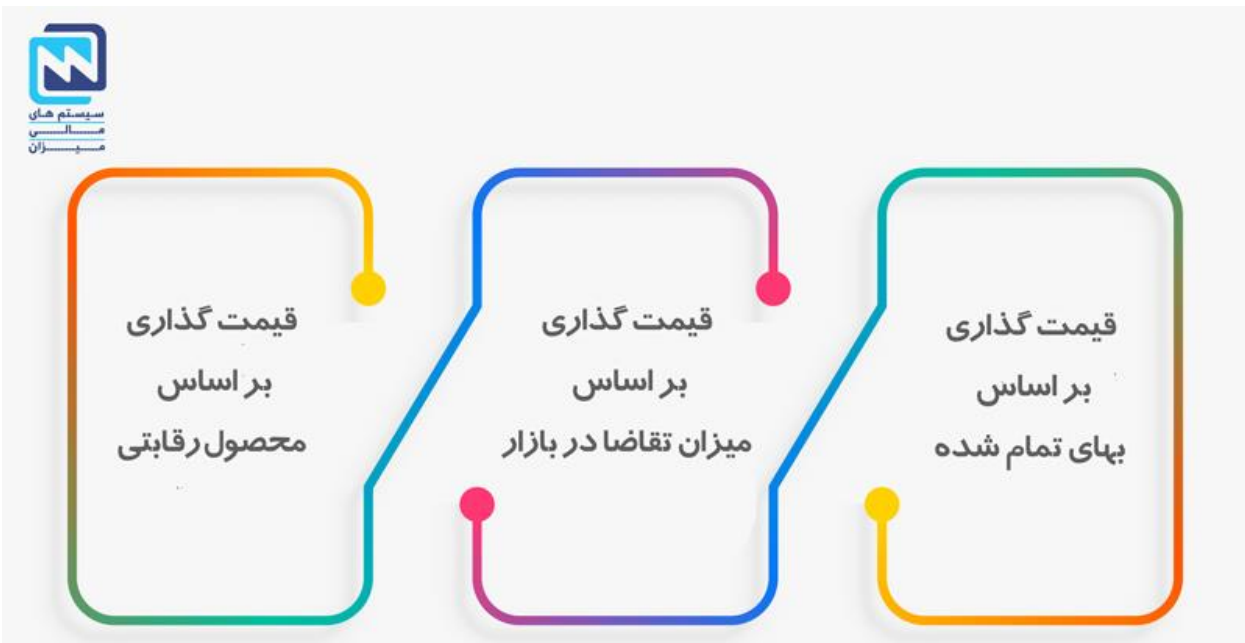 سیستم های
مالی
میزان
قیمت گذاری
بر اساس
بهای تمام شده
قیمت گذاری
بر اساس
میزان تقاضا در بازار
قیمت گذاری
بر اساس
محصول رقابتی